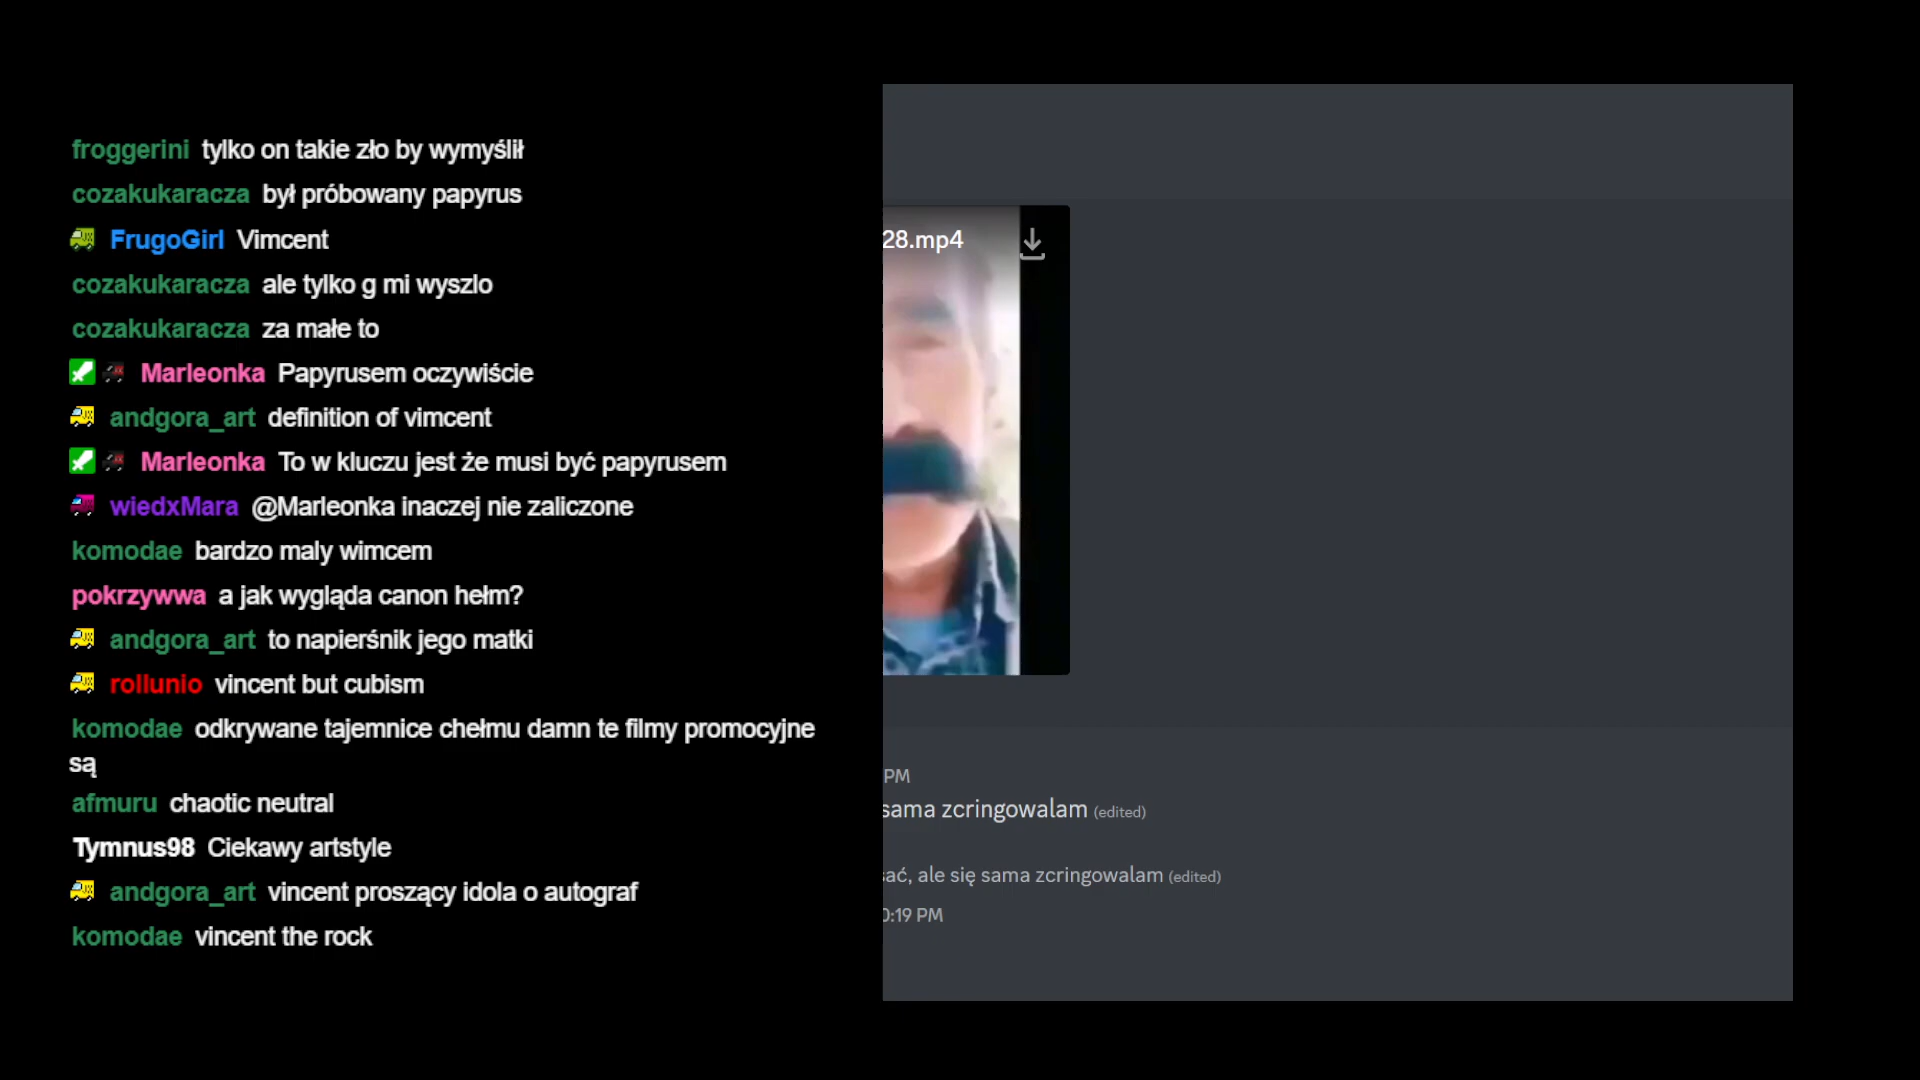 froggerini tylko on takie zło by wymyślił
cozakukaracza był próbowany papyrus
FrugoGirl Vimcent
cozakukaracza ale tylko g mi wyszlo
cozakukaracza za małe to
Marleonka Papyrusem oczywiście
andgora_art definition of vimcent
Marleonka To w kluczu jest że musi być papyrusem
wiedxMara @Marleonka inaczej nie zaliczone
komodae bardzo maly wimcem
pokrzywwa a jak wygląda canon hełm?
andgora_art to napierśnik jego matki
rollunio vincent but cubism
komodae odkrywane tajemnice chełmu damn te filmy promocyjne
są
afmuru chaotic neutral
Tymnus98 Ciekawy artstyle
andgora_art vincent proszący idola o autograf
komodae vincent the rock
28.mp4
PM
sama zcringowalam (edited)
sać, ale się sama zcringowalam (edited)
0:19 PM